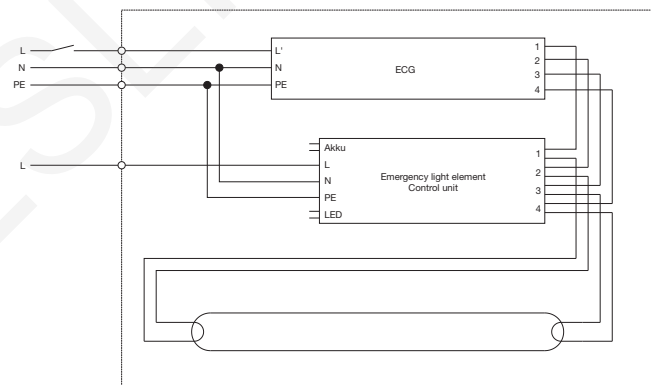 L
N
PE
L'
N
PE
ECG
1
2
3
4
L
Akku
L
N
PE
LED
Emergency light element
Control unit
1
2
3
4